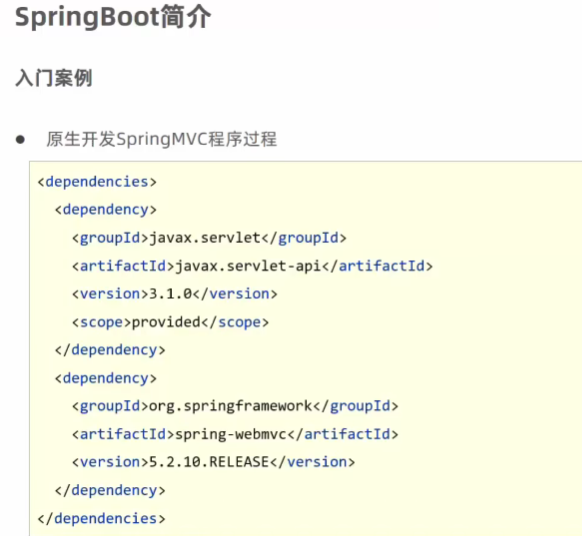 SpringBoot简介
入门案例
● 原生开发SpringMVC程序过程
<dependencies>
<dependency>
<groupId>javax.servlet</groupId>
<artifactId>javax.servlet-api</artifactId>
<version>3.1.0</version>
<scope>provided</scope>
</dependency>
<dependency>
<groupId>org.springframework</groupId>
<artifactId>spring-webmvc</artifactId>
<version>5.2.10.RELEASE</version>
</dependency>
</dependencies>